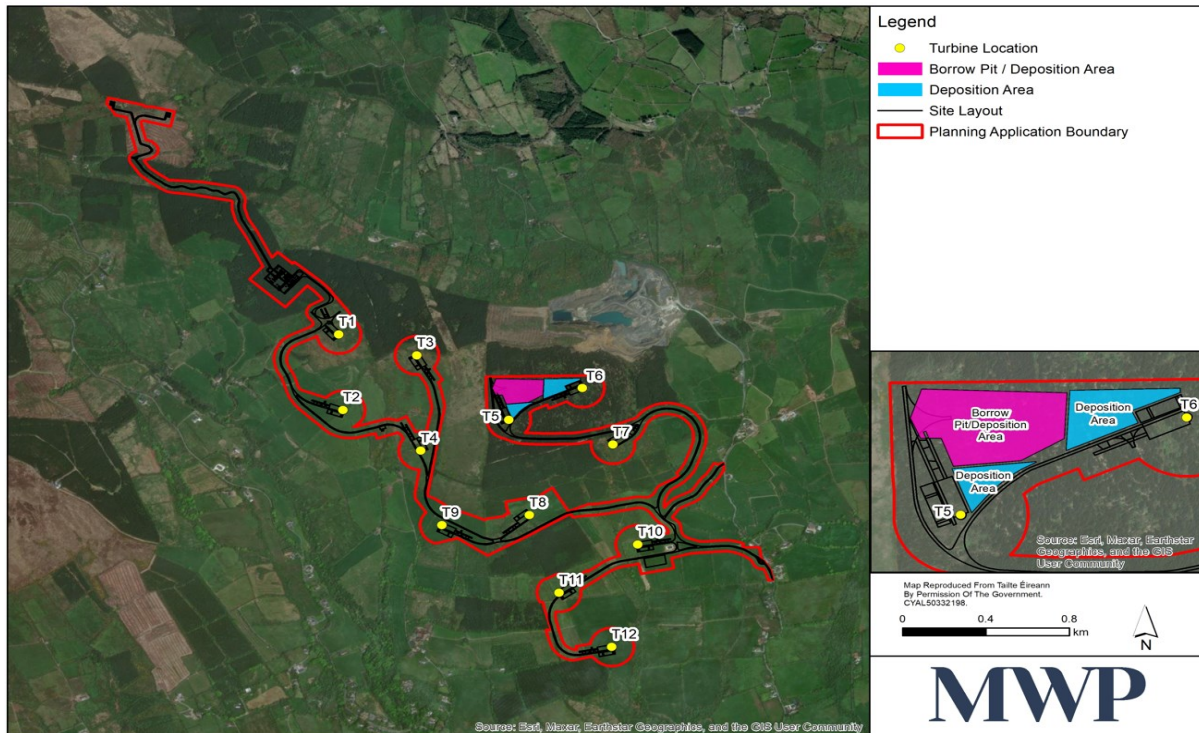 T1
T3
T2
T6
T5
T4
T7
T8
T9
T10
T11
T12
Source: Esri, Maxar, Earthstar Geographics, and the GIS User Community
Legend
Turbine Location
Borrow Pit / Deposition Area
Deposition Area
Site Layout
Planning Application Boundary
Borrow
Pit/Deposition
Area
Deposition
Area
T6
Deposition
Area
T5
Source: Esri, Maxar, Earthstar
Geographics, and the GIS
User Community
Map Reproduced From Tailte Éireann
By Permission Of The Government.
CYAL50332198.
0 0.4 0.8
km
N
MWP